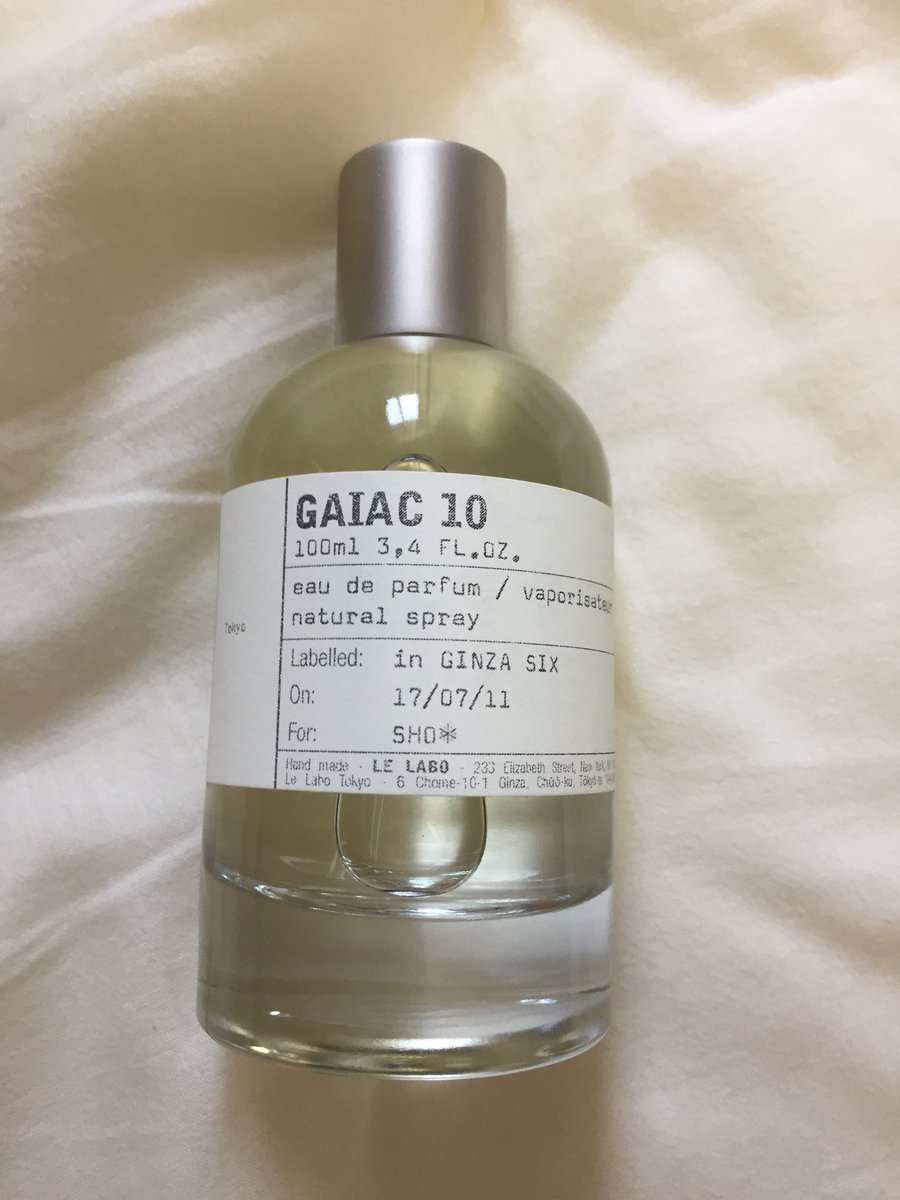 GAIAC 10
100ml 3,4 FL.OZ.
eau de parfum / vaporisateur
natural spray
Tokyo
Labelled: in GINZA SIX
On: 17/07/11
For: SHO❄
Hand made - LE LABO - 233 Elizabeth Street, New York, NY
Le Labo Tokyo - 6 Chome-10-1 Ginza, Chūō-ku, Tōkyō-to